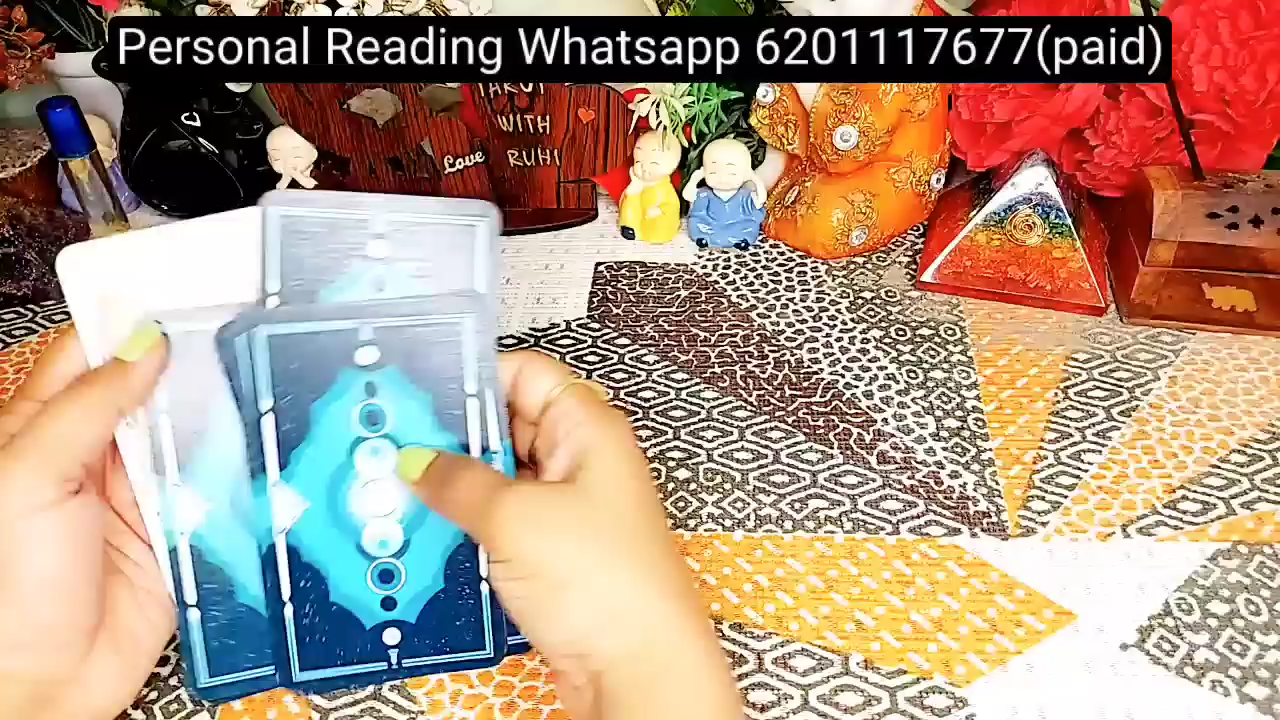 Personal Reading Whatsapp 6201117677(paid)
TAROT
WITH
Love
RUHI